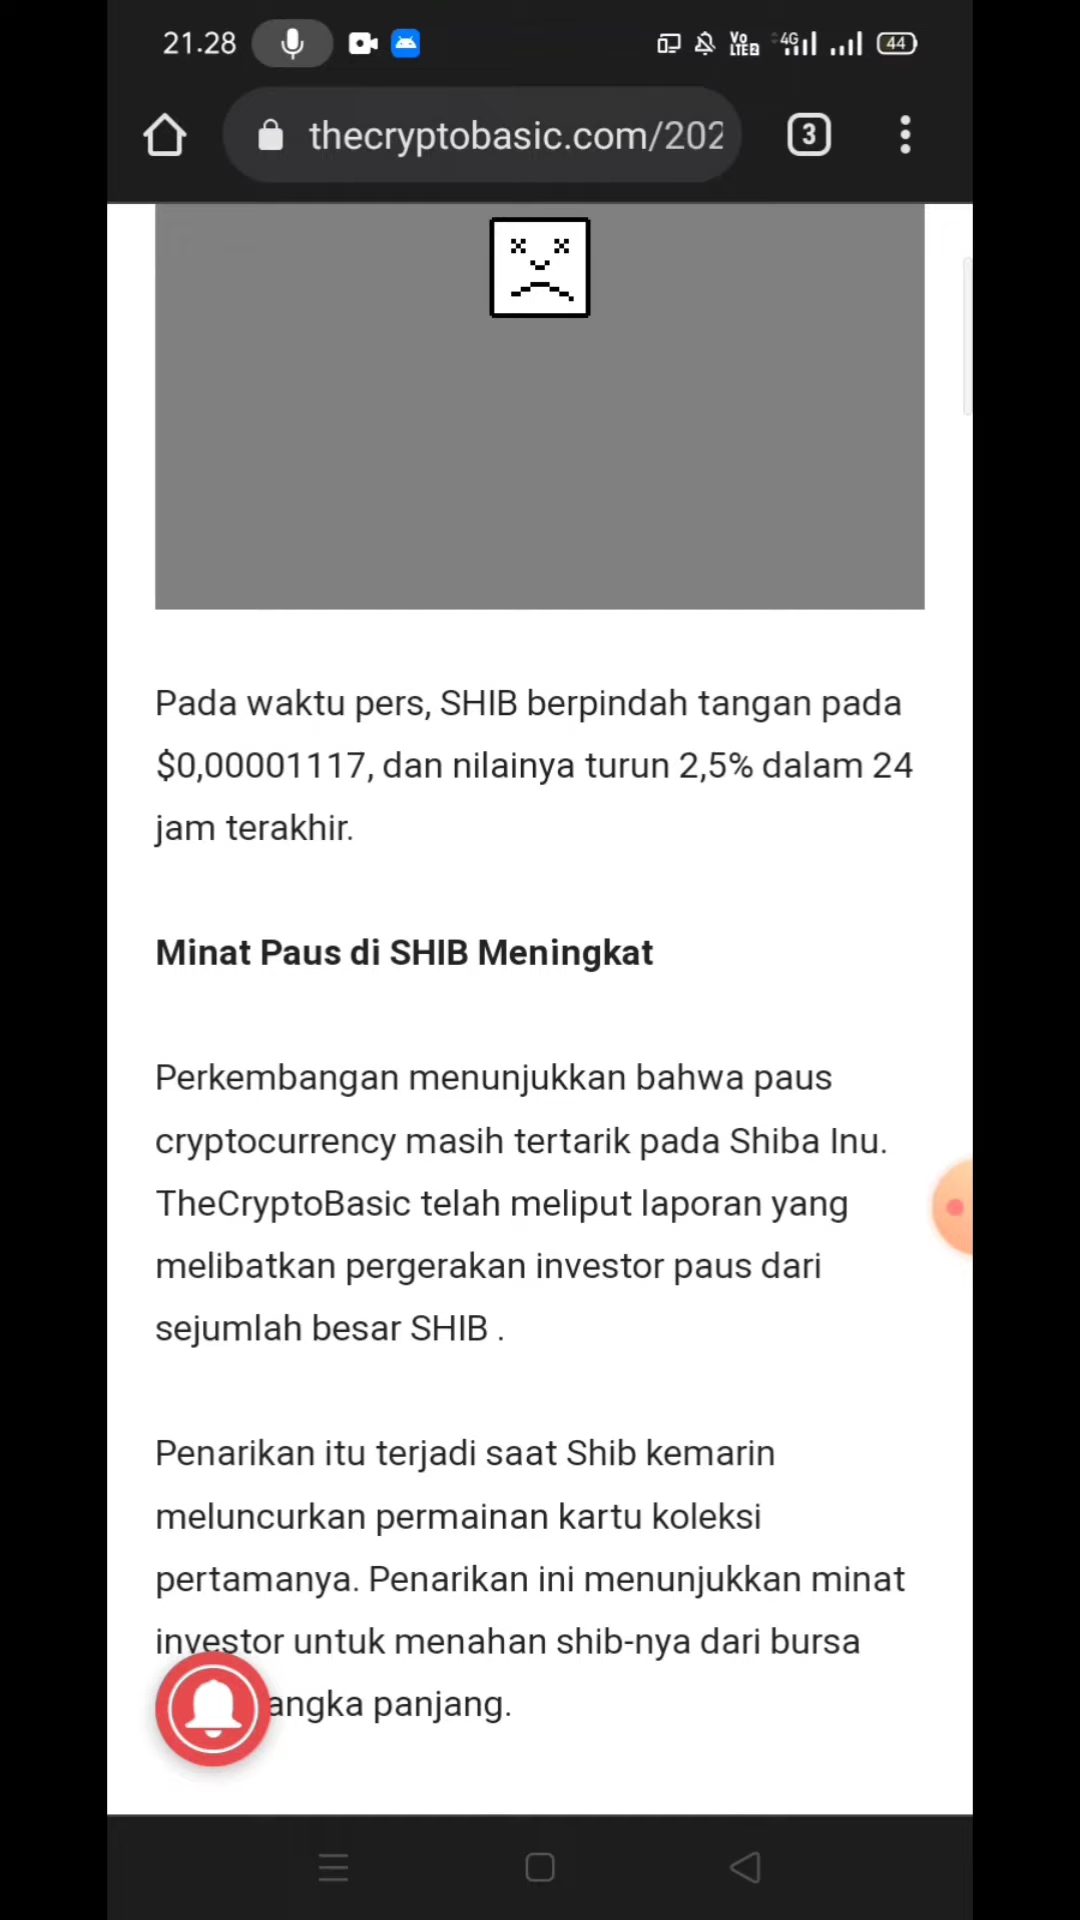 21.28
Vo
LTE2
4G
44
thecryptobasic.com/202
3
Pada waktu pers, SHIB berpindah tangan pada
$0,00001117, dan nilainya turun 2,5% dalam 24
jam terakhir.
Minat Paus di SHIB Meningkat
Perkembangan menunjukkan bahwa paus
cryptocurrency masih tertarik pada Shiba Inu.
TheCryptoBasic telah meliput laporan yang
melibatkan pergerakan investor paus dari
sejumlah besar SHIB .
Penarikan itu terjadi saat Shib kemarin
meluncurkan permainan kartu koleksi
pertamanya. Penarikan ini menunjukkan minat
investor untuk menahan shib-nya dari bursa
angka panjang.